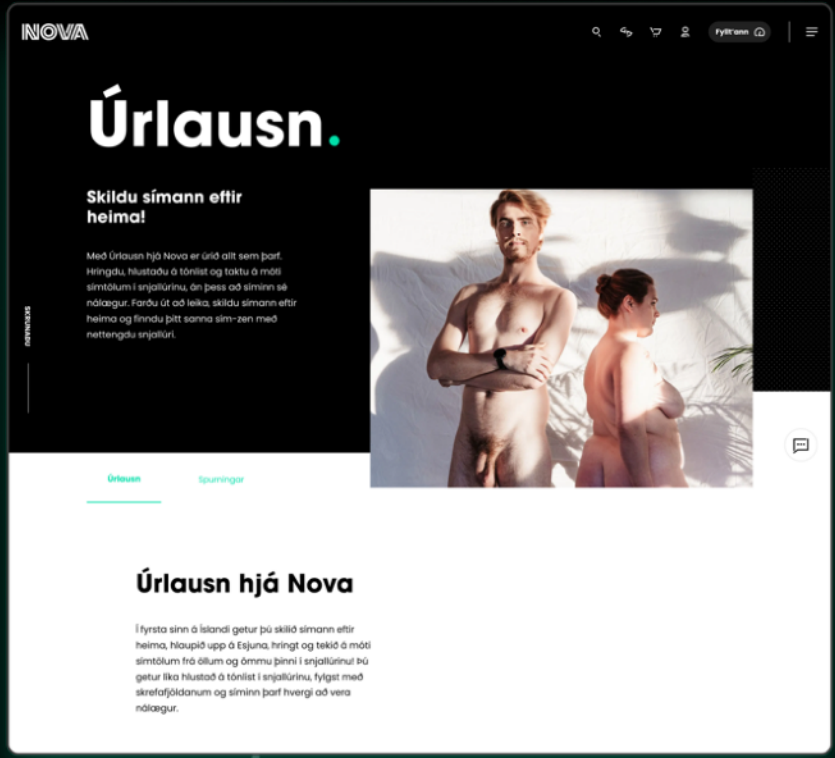 NOVA
Fyllt'ann
Úrlausn.
Skildu símann eftir
heima!
Með Úrlausn hjá Nova er úrið allt sem þarf.
Hringdu, hlustaðu á tónlist og taktu á móti
símtölum í snjallúrinu, án þess að síminn sé
nálægur. Farðu út að leika, skildu símann eftir
heima og finndu þitt sanna sím-zen með
nettengdu snjallúri.
SKRUNAÐU
Úrlausn
Spurningar
Úrlausn hjá Nova
Í fyrsta sinn á Íslandi getur þú skilið símann eftir
heima, hlaupið upp á Esjuna, hringt og tekið á móti
símtölum frá öllum og ömmu þinni í snjallúrinu! Þú
getur líka hlustað á tónlist í snjallúrinu, fylgst með
skrefafjöldanum og síminn þarf hvergi að vera
nálægur.